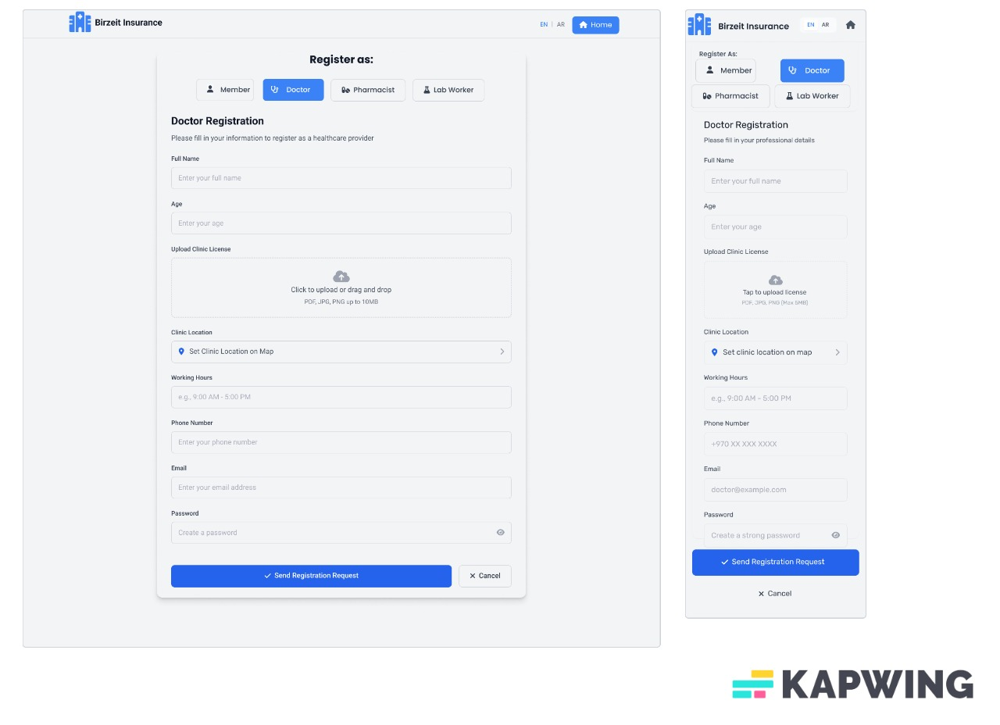 Birzeit Insurance
EN | AR
Home
Register as:
Member
Doctor
Pharmacist
Lab Worker
Doctor Registration
Please fill in your information to register as a healthcare provider
Full Name
Enter your full name
Age
Enter your age
Upload Clinic License
Click to upload or drag and drop
PDF, JPG, PNG up to 10MB
Clinic Location
Set Clinic Location on Map
Working Hours
e.g., 9:00 AM - 5:00 PM
Phone Number
Enter your phone number
Email
Enter your email address
Password
Create a password
Send Registration Request
Cancel
Birzeit Insurance
EN AR
Register As:
Member
Doctor
Pharmacist
Lab Worker
Doctor Registration
Please fill in your professional details
Full Name
Enter your full name
Age
Enter your age
Upload Clinic License
Tap to upload license
PDF, JPG, PNG (Max 5MB)
Clinic Location
Set clinic location on map
Working Hours
e.g., 9:00 AM – 5:00 PM
Phone Number
+970 XX XXX XXXX
Email
doctor@example.com
Password
Create a strong password
Send Registration Request
Cancel
KAPWING